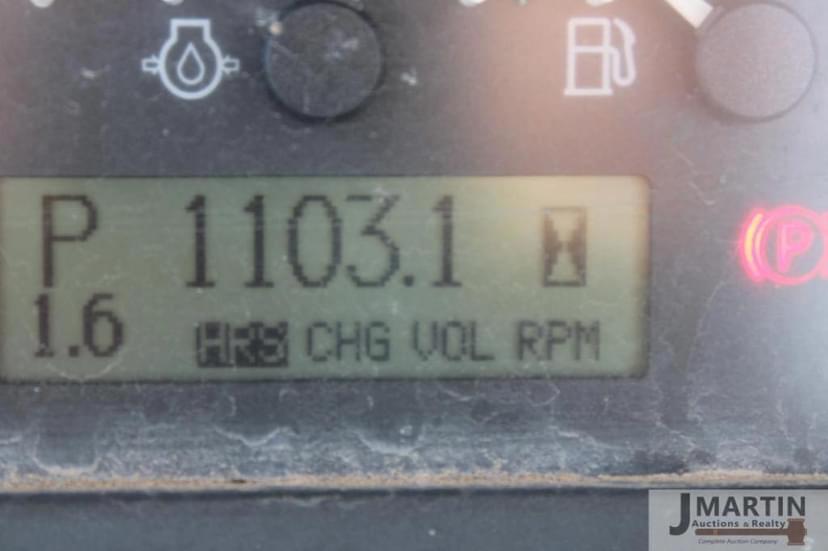 P 1103.1
1.6 HRS CHG VOL RPM
P
JMARTIN
Auctions & Realty
Complete Auction Company